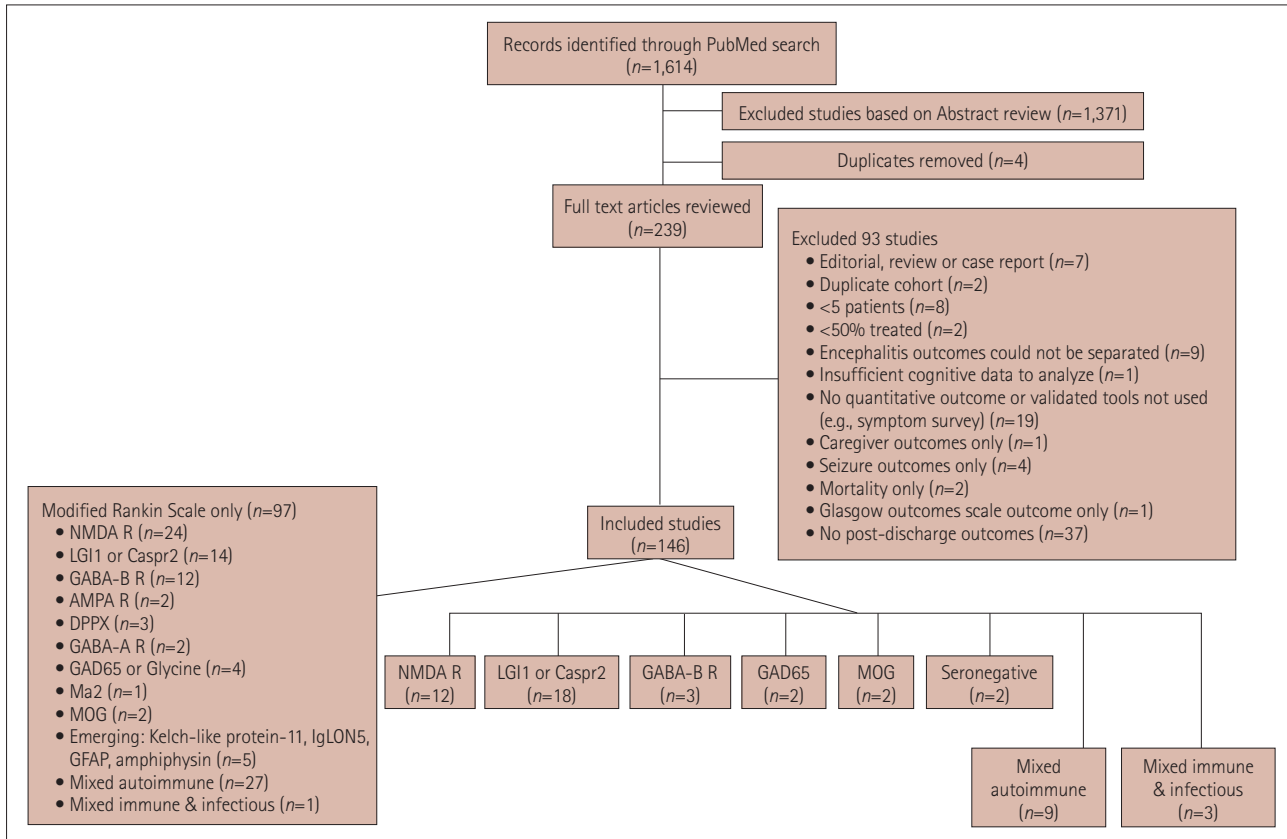 Records identified through PubMed search
(n=1,614)
Excluded studies based on Abstract review (n=1,371)
Duplicates removed (n=4)
Full text articles reviewed
(n=239)
Excluded 93 studies
• Editorial, review or case report (n=7)
• Duplicate cohort (n=2)
• <5 patients (n=8)
• <50% treated (n=2)
• Encephalitis outcomes could not be separated (n=9)
• Insufficient cognitive data to analyze (n=1)
• No quantitative outcome or validated tools not used
(e.g., symptom survey) (n=19)
• Caregiver outcomes only (n=1)
• Seizure outcomes only (n=4)
• Mortality only (n=2)
• Glasgow outcomes scale outcome only (n=1)
• No post-discharge outcomes (n=37)
Included studies
(n=146)
Modified Rankin Scale only (n=97)
• NMDA R (n=24)
• LGI1 or Caspr2 (n=14)
• GABA-B R (n=12)
• AMPA R (n=2)
• DPPX (n=3)
• GABA-A R (n=2)
• GAD65 or Glycine (n=4)
• Ma2 (n=1)
• MOG (n=2)
• Emerging: Kelch-like protein-11, IgLON5,
GFAP, amphiphysin (n=5)
• Mixed autoimmune (n=27)
• Mixed immune & infectious (n=1)
NMDA R
(n=12)
LGI1 or Caspr2
(n=18)
GABA-B R
(n=3)
GAD65
(n=2)
MOG
(n=2)
Seronegative
(n=2)
Mixed
autoimmune
(n=9)
Mixed immune
& infectious
(n=3)